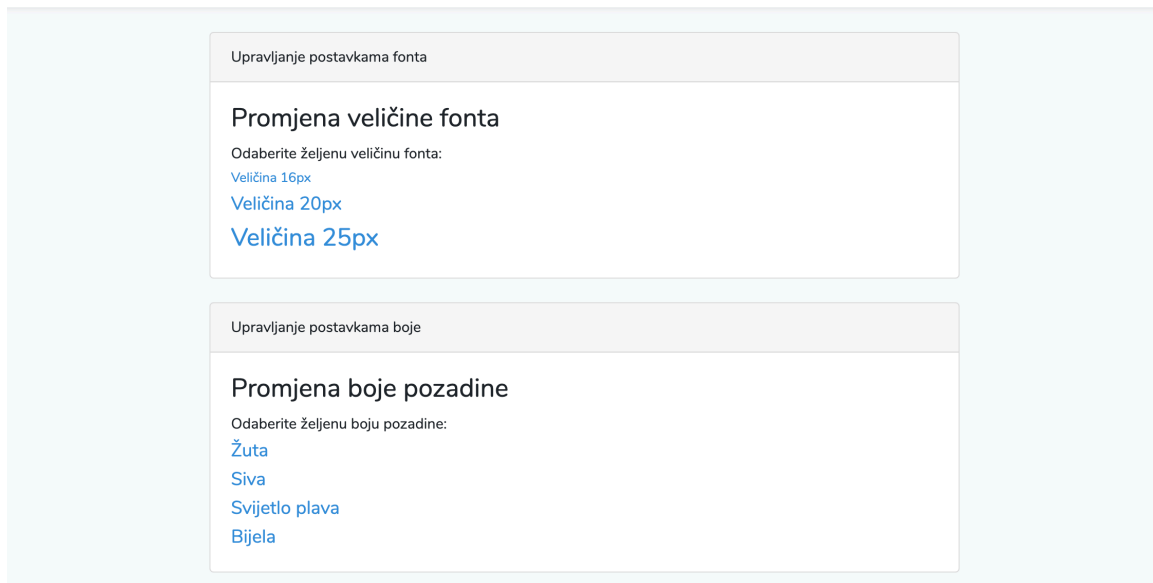 Upravljanje postavkama fonta
Promjena veličine fonta
Odaberite željenu veličinu fonta:
Veličina 16px
Veličina 20px
Veličina 25px
Upravljanje postavkama boje
Promjena boje pozadine
Odaberite željenu boju pozadine:
Žuta
Siva
Svijetlo plava
Bijela